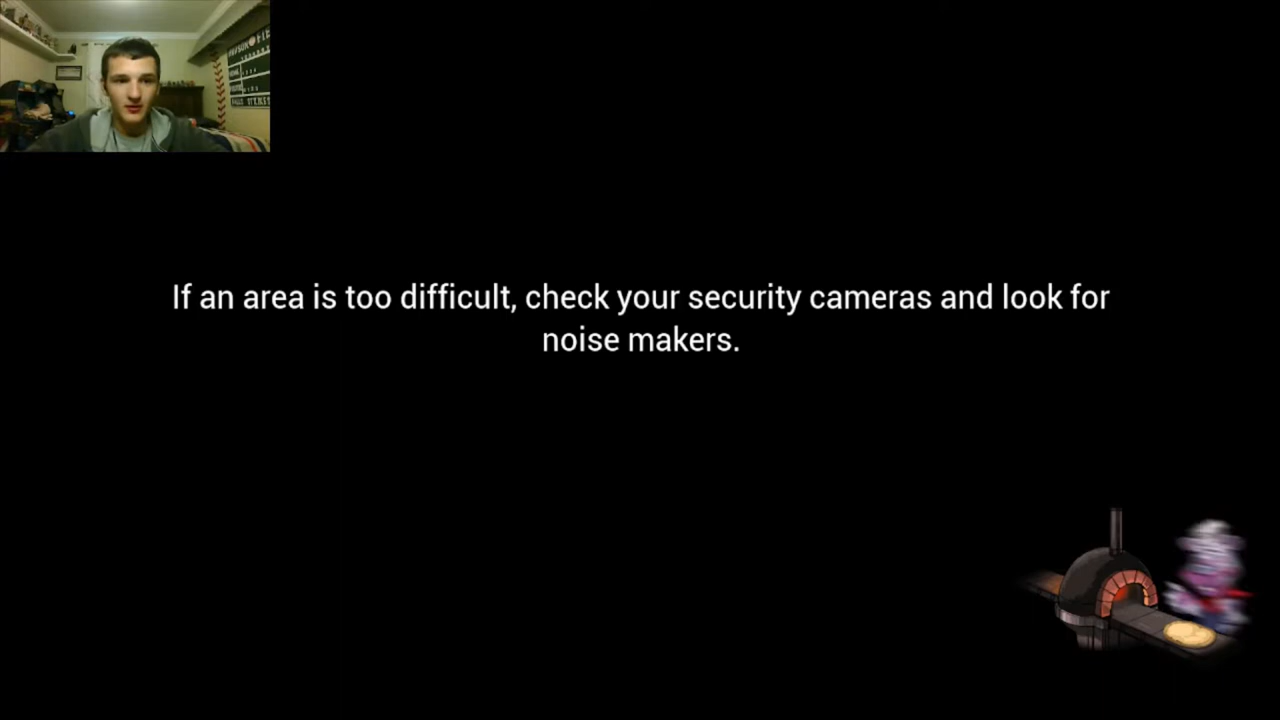 If an area is too difficult, check your security cameras and look for
noise makers.